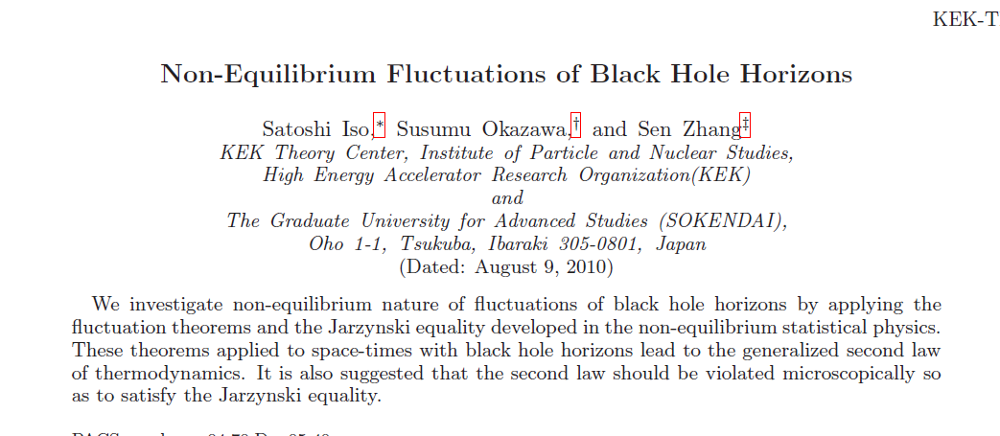 KEK-T
Non-Equilibrium Fluctuations of Black Hole Horizons
Satoshi Iso,* Susumu Okazawa,† and Sen Zhang‡
KEK Theory Center, Institute of Particle and Nuclear Studies,
High Energy Accelerator Research Organization(KEK)
and
The Graduate University for Advanced Studies (SOKENDAI),
Oho 1-1, Tsukuba, Ibaraki 305-0801, Japan
(Dated: August 9, 2010)
We investigate non-equilibrium nature of fluctuations of black hole horizons by applying the
fluctuation theorems and the Jarzynski equality developed in the non-equilibrium statistical physics.
These theorems applied to space-times with black hole horizons lead to the generalized second law
of thermodynamics. It is also suggested that the second law should be violated microscopically so
as to satisfy the Jarzynski equality.